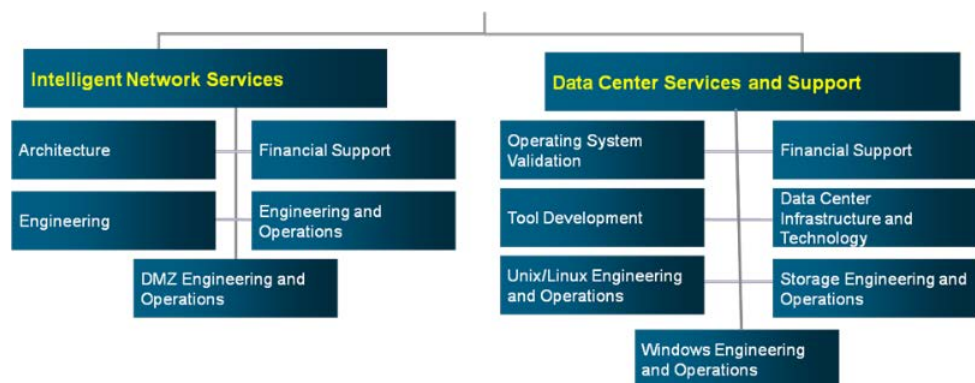 Intelligent Network Services
Architecture
Financial Support
Engineering
Engineering and
Operations
DMZ Engineering and
Operations
Data Center Services and Support
Operating System
Validation
Financial Support
Tool Development
Data Center
Infrastructure and
Technology
Unix/Linux Engineering
and Operations
Storage Engineering and
Operations
Windows Engineering
and Operations